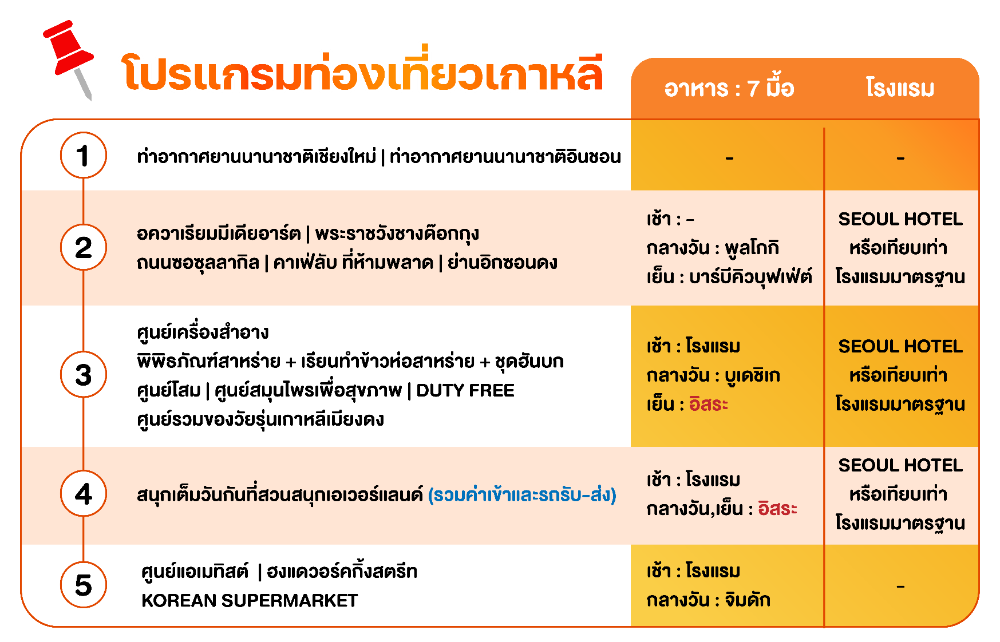 โปรแกรมท่องเที่ยวเกาหลี
อาหาร : 7 มื้อ
โรงแรม
1
ท่าอากาศยานนานาชาติเชียงใหม่ | ท่าอากาศยานนานาชาติอินชอน
-
-
2
อควาเรียมมีเดียอาร์ต | พระราชวังชางด๊อกกุง
ถนนซอซุลลากิล | คาเฟ่ลับ ที่ห้ามพลาด | ย่านอิกซอนดง
เช้า : -
กลางวัน : พูลโกกิ
เย็น : บาร์บีคิวบุฟเฟ่ต์
SEOUL HOTEL
หรือเทียบเท่า
โรงแรมมาตรฐาน
3
ศูนย์เครื่องสำอาง
พิพิธภัณฑ์สาหร่าย + เรียนทำข้าวห่อสาหร่าย + ชุดฮันบก
ศูนย์โสม | ศูนย์สมุนไพรเพื่อสุขภาพ | DUTY FREE
ศูนย์รวมของวัยรุ่นเกาหลีเมียงดง
เช้า : โรงแรม
กลางวัน : บูเดชิเก
เย็น : อิสระ
SEOUL HOTEL
หรือเทียบเท่า
โรงแรมมาตรฐาน
4
สนุกเต็มวันกันที่สวนสนุกเอเวอร์แลนด์ (รวมค่าเข้าและรถรับ-ส่ง)
เช้า : โรงแรม
กลางวัน,เย็น : อิสระ
SEOUL HOTEL
หรือเทียบเท่า
โรงแรมมาตรฐาน
5
ศูนย์แอเมทิสต์ | ฮงแดวอร์คกิ้งสตรีท
KOREAN SUPERMARKET
เช้า : โรงแรม
กลางวัน : จิมดัก
-